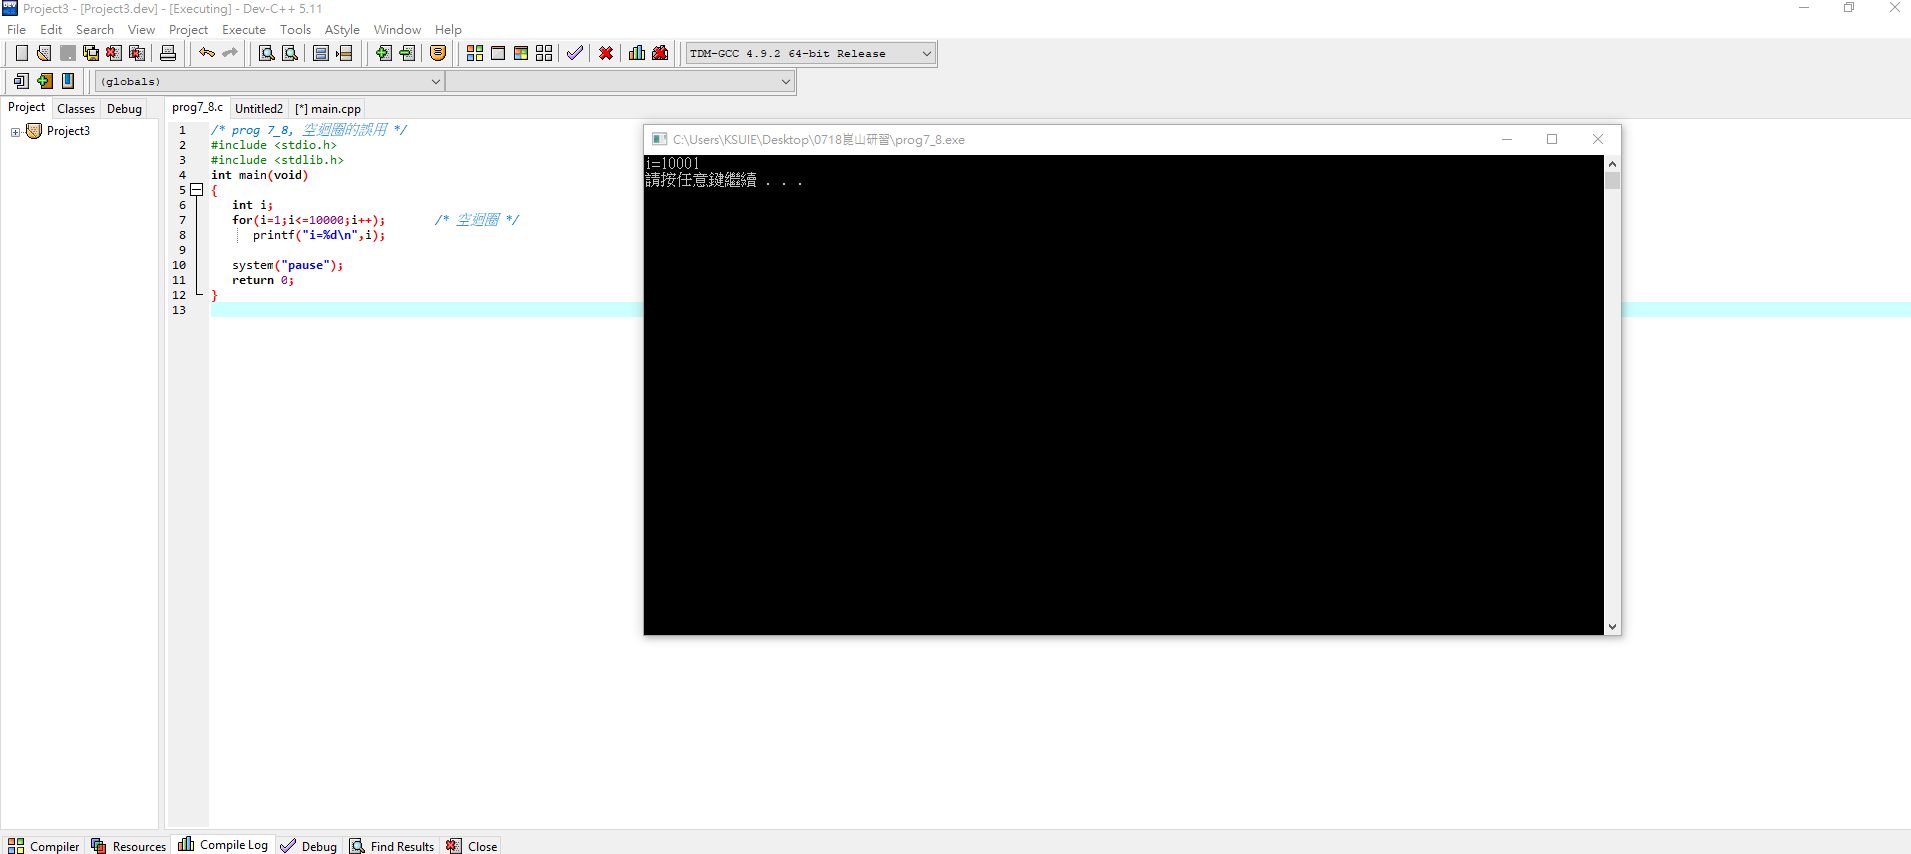 Project3 - [Project3.dev] - [Executing] - Dev-C++ 5.11
File Edit Search View Project Execute Tools AStyle Window Help
TDM-GCC 4.9.2 64-bit Release
(globals)
Project Classes Debug
prog7_8.c Untitled2 [*] main.cpp
Project3
1 /* prog 7_8, 空迴圈的誤用 */
2 #include <stdio.h>
3 #include <stdlib.h>
4 int main(void)
5 {
6 int i;
7 for(i=1;i<=10000;i++); /* 空迴圈 */
8 printf("i=%d\n",i);
9
10 system("pause");
11 return 0;
12 }
13
C:\Users\KSUIE\Desktop\0718崑山研習\prog7_8.exe
i=10001
請按任意鍵繼續 . . .
Compiler Resources Compile Log Debug Find Results Close